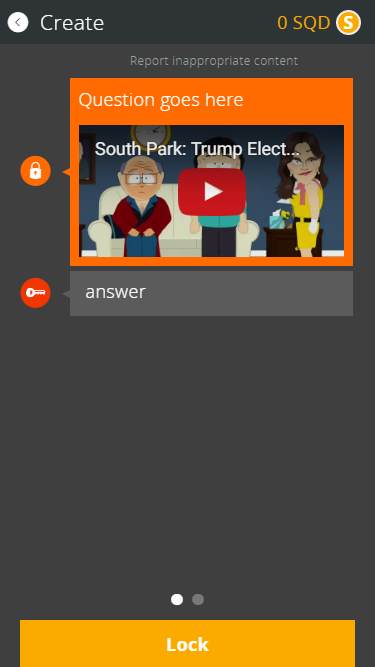 Create
0 SQD S
Report inappropriate content
Question goes here
South Park: Trump Elect...
answer
Lock